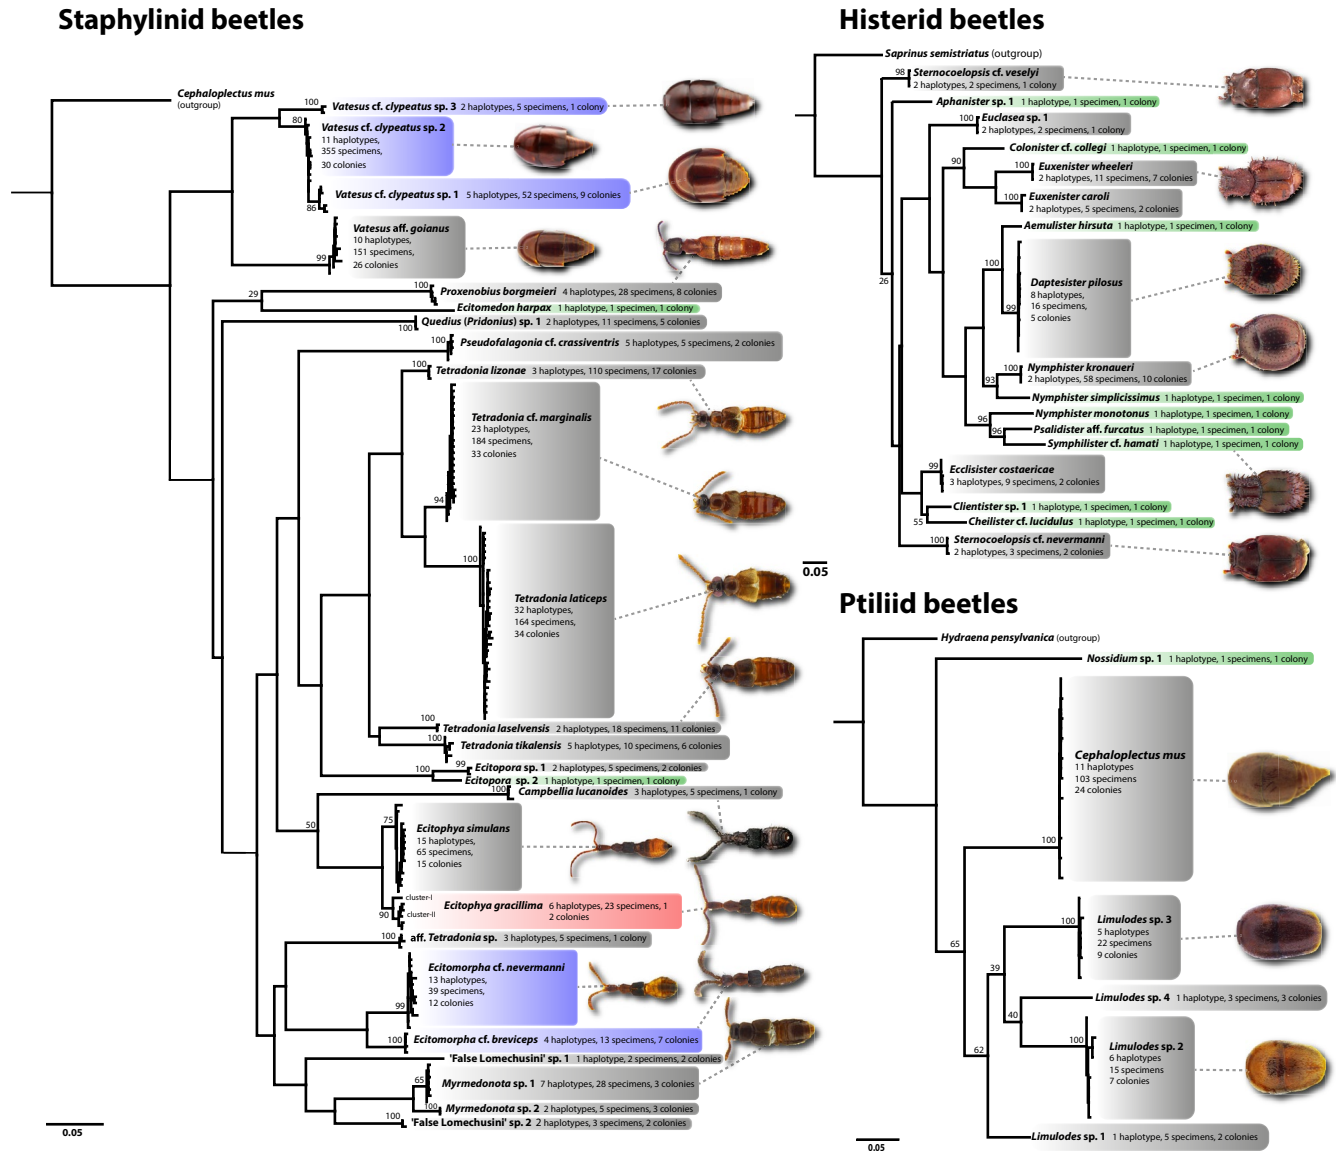 Staphylinid beetles
Cephaloplectus mus
(outgroup)
100
Vatesus cf. clypeatus sp. 3 2 haplotypes, 5 specimens, 1 colony
80
Vatesus cf. clypeatus sp. 2
11 haplotypes,
355 specimens,
30 colonies
Vatesus cf. clypeatus sp. 1 5 haplotypes, 52 specimens, 9 colonies
86
Vatesus aff. goianus
10 haplotypes,
151 specimens,
26 colonies
99
100
Proxenobius borgmeieri 4 haplotypes, 28 specimens, 8 colonies
29
Ecitomedon harpax 1 haplotype, 1 specimen, 1 colony
Quedius (Pridonius) sp. 1 2 haplotypes, 11 specimens, 5 colonies
100
100
Pseudofalagonia cf. crassiventris 5 haplotypes, 5 specimens, 2 colonies
100
Tetradonia lizonae 3 haplotypes, 110 specimens, 17 colonies
Tetradonia cf. marginalis
23 haplotypes,
184 specimens,
33 colonies
94
100
Tetradonia laticeps
32 haplotypes,
164 specimens,
34 colonies
100
Tetradonia laselvensis 2 haplotypes, 18 specimens, 11 colonies
100
Tetradonia tikalensis 5 haplotypes, 10 specimens, 6 colonies
99
Ecitopora sp. 1 2 haplotypes, 5 specimens, 2 colonies
100
Ecitopora sp. 2 1 haplotype, 1 specimen, 1 colony
100
Campbellia lucanoides 3 haplotypes, 5 specimens, 1 colony
50
75
Ecitophya simulans
15 haplotypes,
65 specimens,
15 colonies
cluster-I
Ecitophya gracillima 6 haplotypes, 23 specimens, 1
2 colonies
cluster-II
90
100
aff. Tetradonia sp. 3 haplotypes, 5 specimens, 1 colony
Ecitomorpha cf. nevermanni
13 haplotypes,
39 specimens,
12 colonies
99
100
Ecitomorpha cf. breviceps 4 haplotypes, 13 specimens, 7 colonies
'False Lomechusini' sp. 1 1 haplotype, 2 specimens, 2 colonies
65
Myrmedonota sp. 1 7 haplotypes, 28 specimens, 3 colonies
100
Myrmedonota sp. 2 2 haplotypes, 5 specimens, 3 colonies
100
'False Lomechusini' sp. 2 2 haplotypes, 3 specimens, 2 colonies
0.05
Histerid beetles
Saprinus semistriatus (outgroup)
98
Sternocoelopsis cf. veselyi
2 haplotypes, 2 specimens, 1 colony
Aphanister sp. 1 1 haplotype, 1 specimen, 1 colony
100
Euclasea sp. 1
2 haplotypes, 2 specimens, 1 colony
Colonister cf. collegi 1 haplotype, 1 specimen, 1 colony
90
100
Euxenister wheeleri
2 haplotypes, 11 specimens, 7 colonies
100
Euxenister caroli
2 haplotypes, 5 specimens, 2 colonies
Aemulister hirsuta 1 haplotype, 1 specimen, 1 colony
100
26
Daptesister pilosus
8 haplotypes,
16 specimens,
5 colonies
99
100
Nymphister kronaueri
2 haplotypes, 58 specimens, 10 colonies
93
Nymphister simplicissimus 1 haplotype, 1 specimen, 1 colony
Nymphister monotonus 1 haplotype, 1 specimen, 1 colony
96
Psalidister aff. furcatus 1 haplotype, 1 specimen, 1 colony
96
Symphilister cf. hamati 1 haplotype, 1 specimen, 1 colony
99
Ecclisister costaericae
3 haplotypes, 9 specimens, 2 colonies
Clientister sp. 1 1 haplotype, 1 specimen, 1 colony
55
Cheilister cf. lucidulus 1 haplotype, 1 specimen, 1 colony
100
Sternocoelopsis cf. nevermanni
2 haplotypes, 3 specimens, 2 colonies
0.05
Ptiliid beetles
Hydraena pensylvanica (outgroup)
Nossidium sp. 1 1 haplotype, 1 specimens, 1 colony
Cephaloplectus mus
11 haplotypes
103 specimens
24 colonies
100
100
Limulodes sp. 3
5 haplotypes
22 specimens
9 colonies
65
39
Limulodes sp. 4 1 haplotype, 3 specimens, 3 colonies
40
100
Limulodes sp. 2
6 haplotypes
15 specimens
7 colonies
62
Limulodes sp. 1 1 haplotype, 5 specimens, 2 colonies
0.05